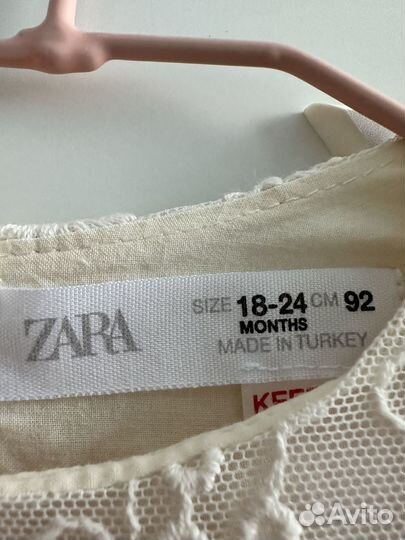 ZARA
SIZE 18-24 CM 92
MONTHS
MADE IN TURKEY
Avito